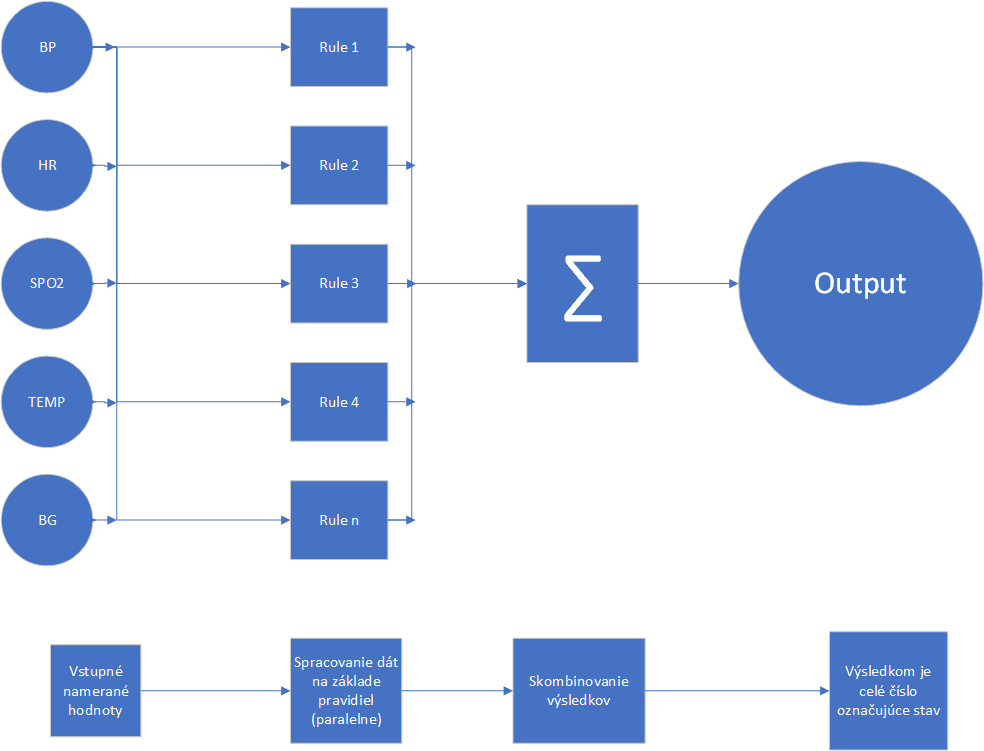 BP
Rule 1
HR
Rule 2
SPO2
Rule 3
∑
Output
TEMP
Rule 4
BG
Rule n
Vstupné
namerané
hodnoty
Spracovanie dát
na základe
pravidiel
(paralelne)
Skombinovanie
výsledkov
Výsledkom je
celé číslo
označujúce stav